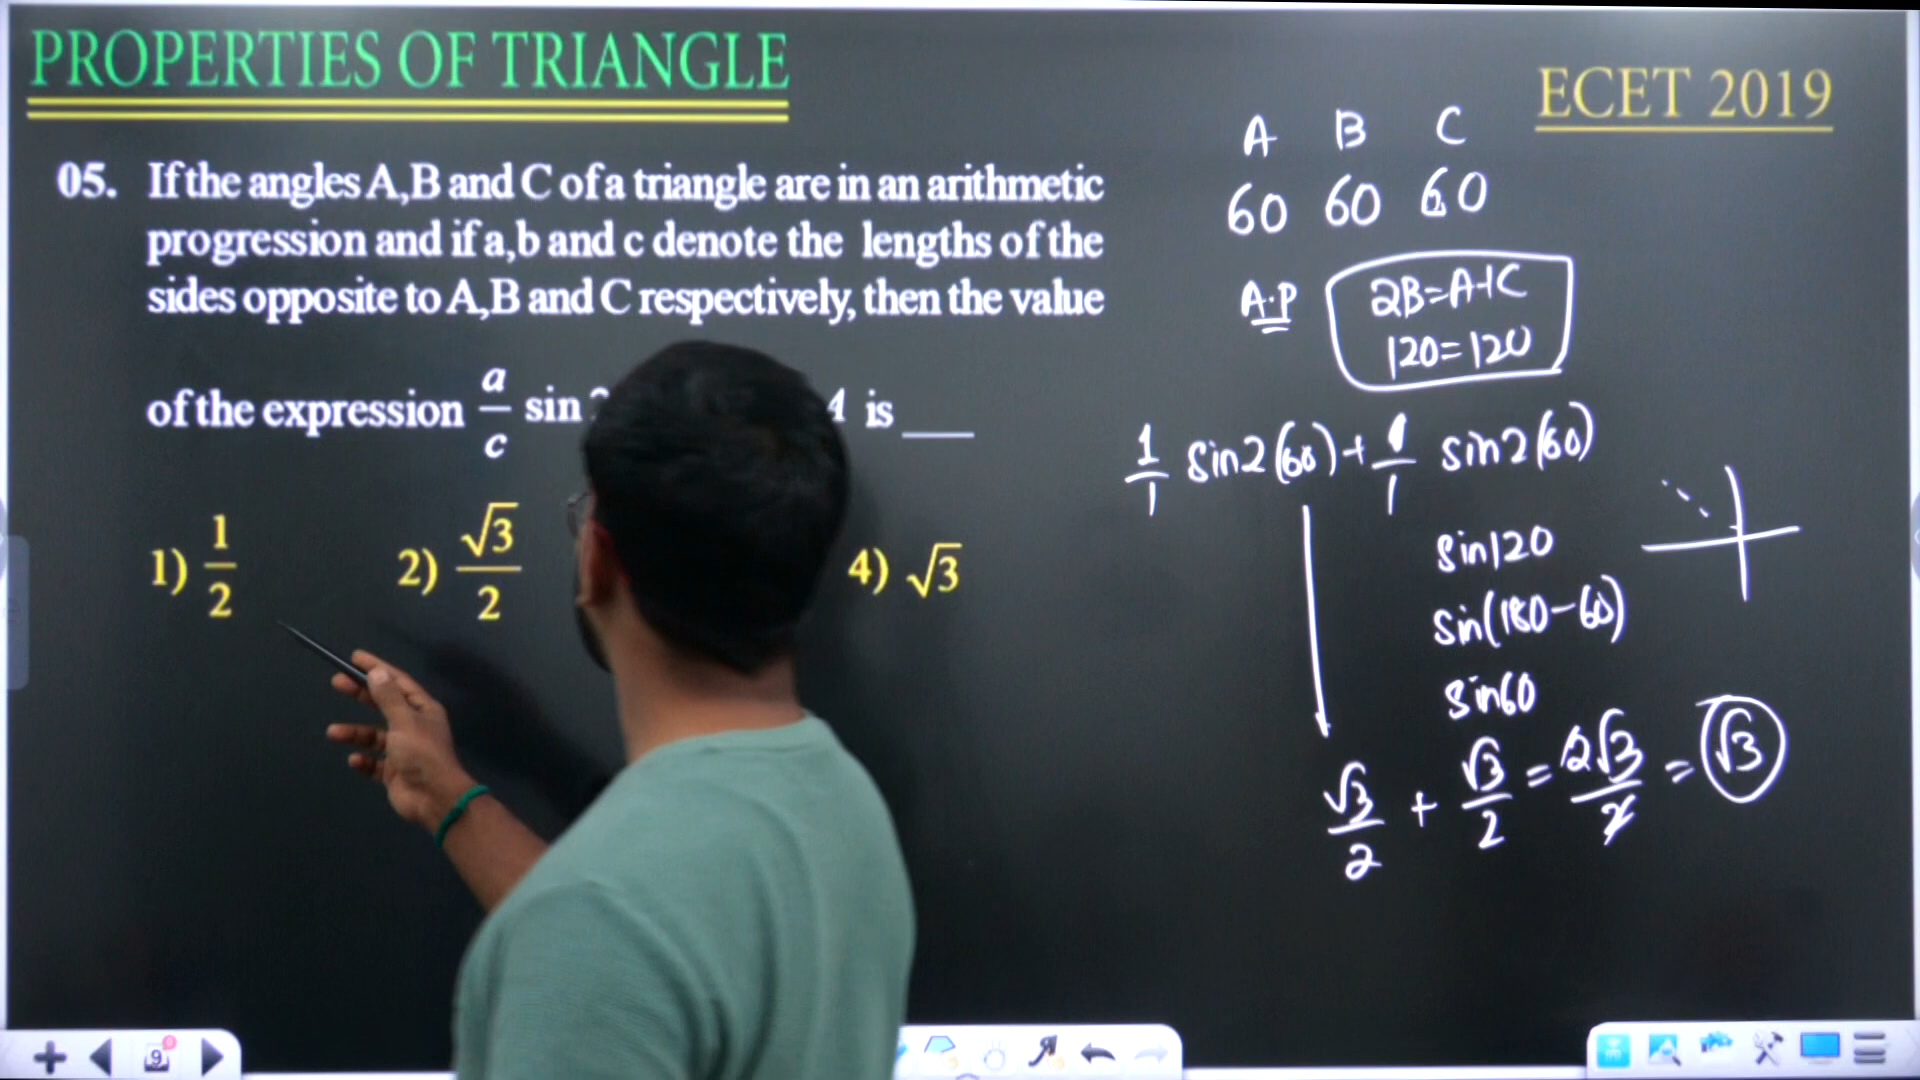 PROPERTIES OF TRIANGLE
ECET 2019
05. If the angles A,B and C of a triangle are in an arithmetic
progression and if a,b and c denote the lengths of the
sides opposite to A,B and C respectively, then the value
of the expression a/c sin is ___
1) 1/2 2) √3/2 4) √3
A B C
60 60 60
A.P
2B=A+C
120=120
1/1 sin2(60)+1/1 sin2(60)
sin120
sin(180-60)
sin60
√3/2 + √3/2 = 2√3/2 = √3
9